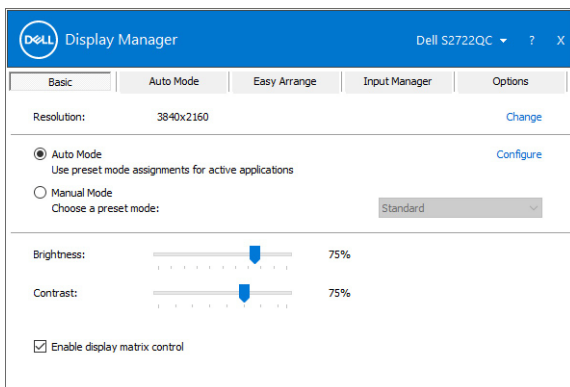 DELL Display Manager Dell S2722QC ? X
Basic Auto Mode Easy Arrange Input Manager Options
Resolution: 3840x2160 Change
Auto Mode Configure
Use preset mode assignments for active applications
Manual Mode
Choose a preset mode: Standard
Brightness: 75%
Contrast: 75%
Enable display matrix control